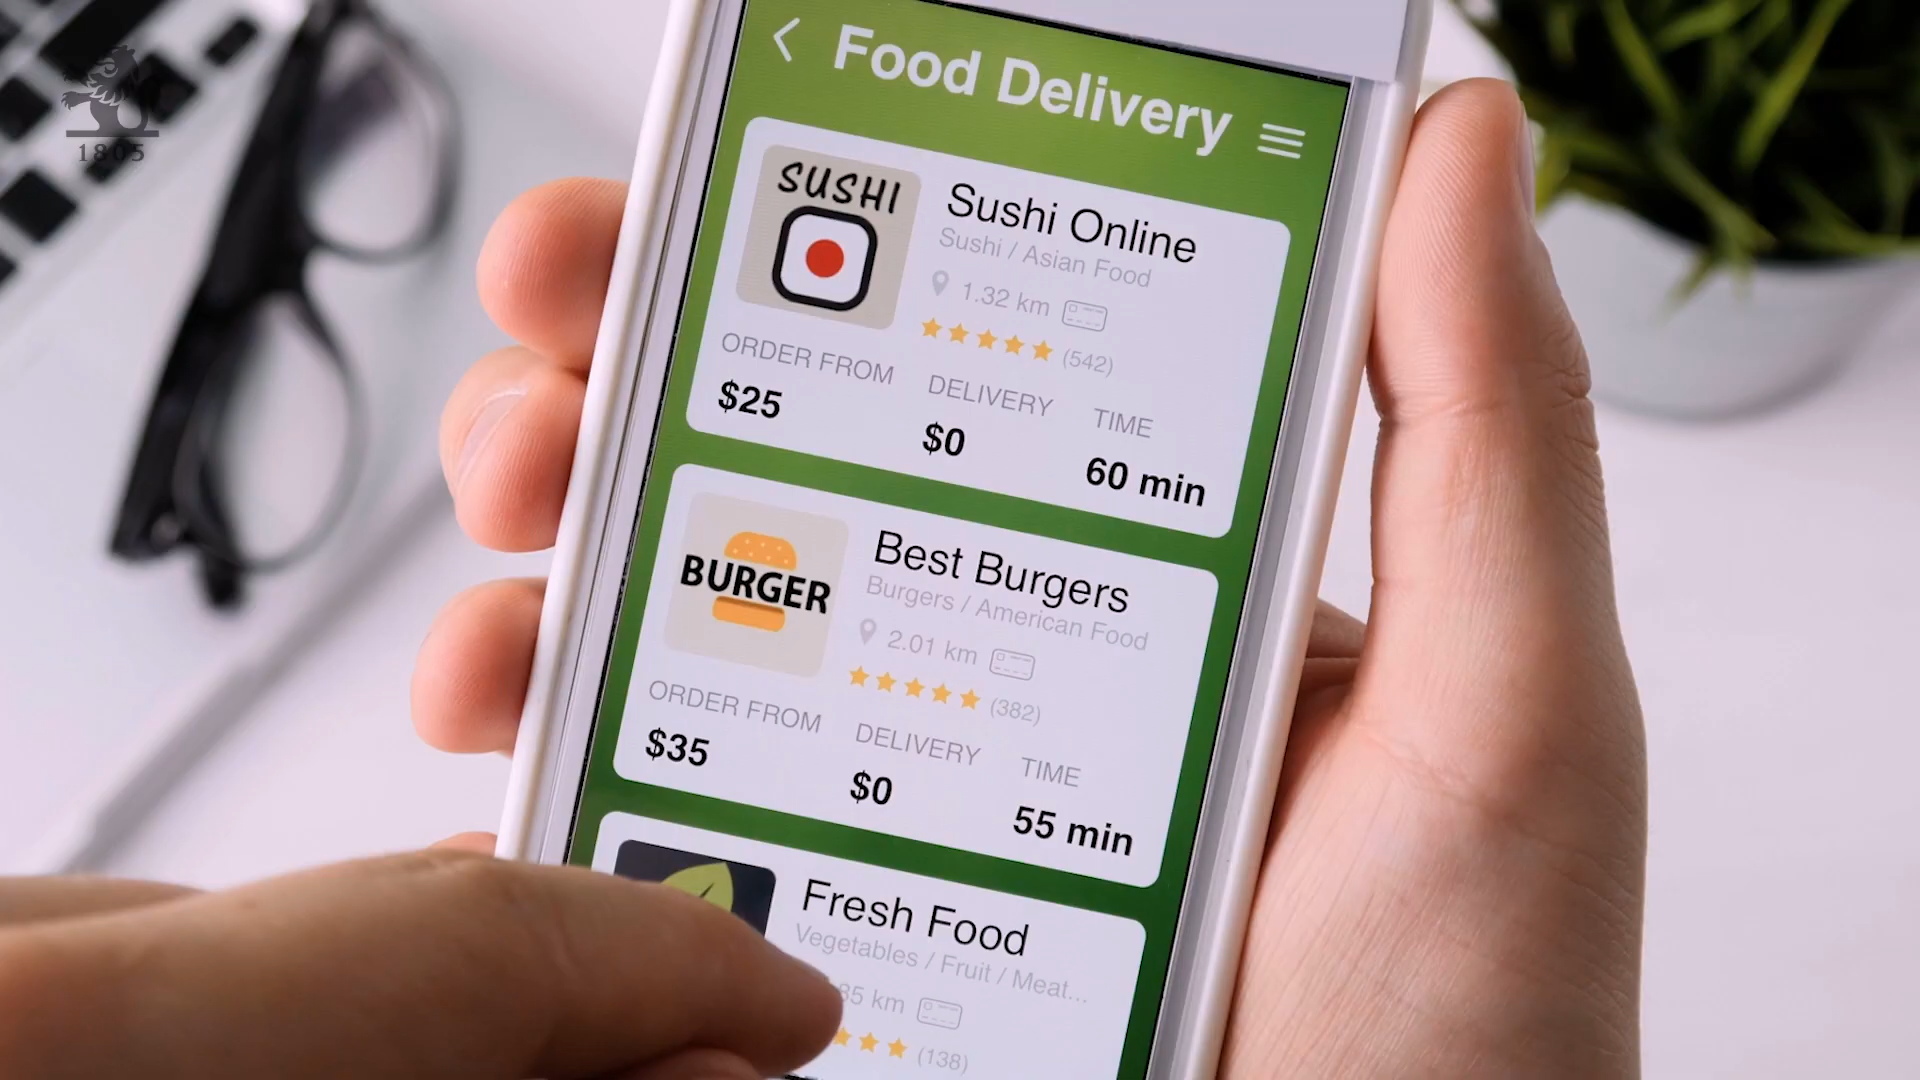 1805
Food Delivery
SUSHI
Sushi Online
Sushi / Asian Food
1.32 km
(542)
ORDER FROM
DELIVERY
TIME
$25
$0
60 min
BURGER
Best Burgers
Burgers / American Food
2.01 km
(382)
ORDER FROM
DELIVERY
TIME
$35
$0
55 min
Fresh Food
Vegetables / Fruit / Meat...
85 km
(138)